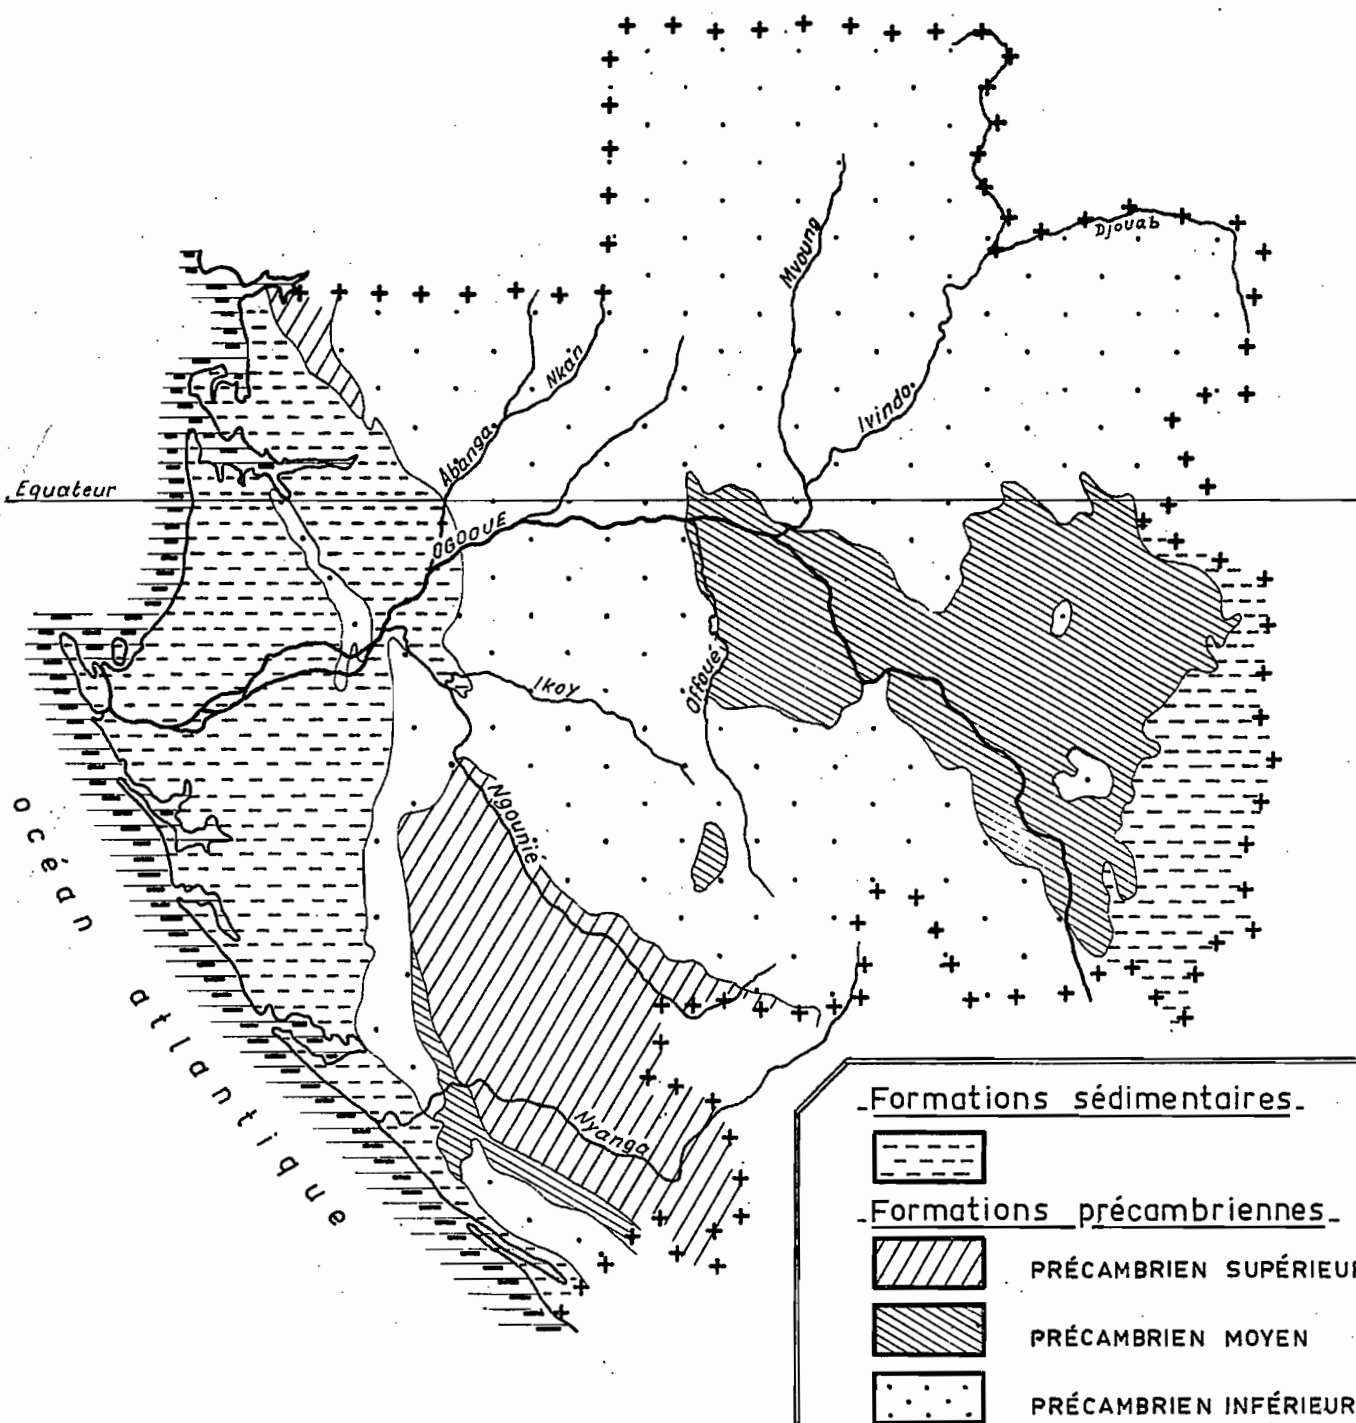 Djouab
Mvoung
Nkan
Ivindo
Abanga
Equateur
OGOOUE
Ikoy
Offoué
Ngounié
Nyanga
océan atlantique
Formations sédimentaires
Formations précambriennes
PRÉCAMBRIEN SUPÉRIEUR
PRÉCAMBRIEN MOYEN
PRÉCAMBRIEN INFÉRIEUR